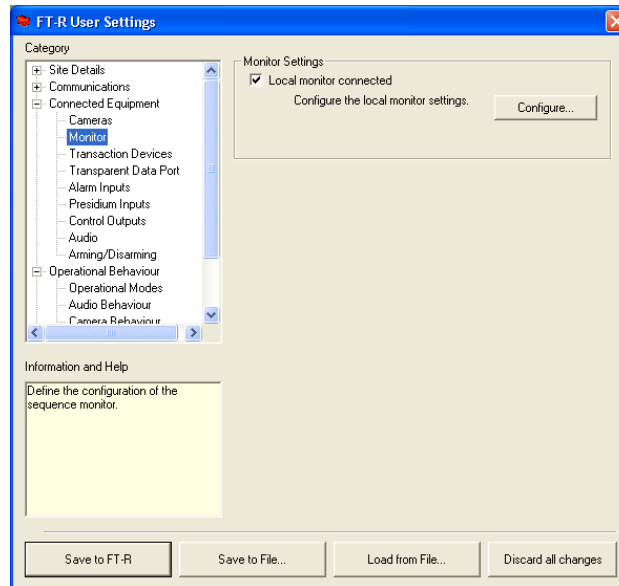 FT-R User Settings
Category
Site Details
Communications
Connected Equipment
Cameras
Monitor
Transaction Devices
Transparent Data Port
Alarm Inputs
Presidium Inputs
Control Outputs
Audio
Arming/Disarming
Operational Behaviour
Operational Modes
Audio Behaviour
Camera Behaviour
Monitor Settings
Local monitor connected
Configure the local monitor settings.
Configure...
Information and Help
Define the configuration of the
sequence monitor.
Save to FT-R
Save to File...
Load from File...
Discard all changes